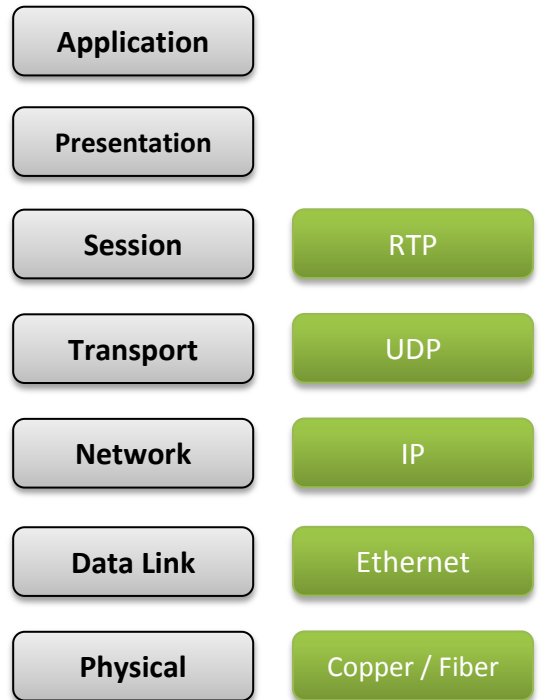 Application
Presentation
Session RTP
Transport UDP
Network IP
Data Link Ethernet
Physical Copper / Fiber